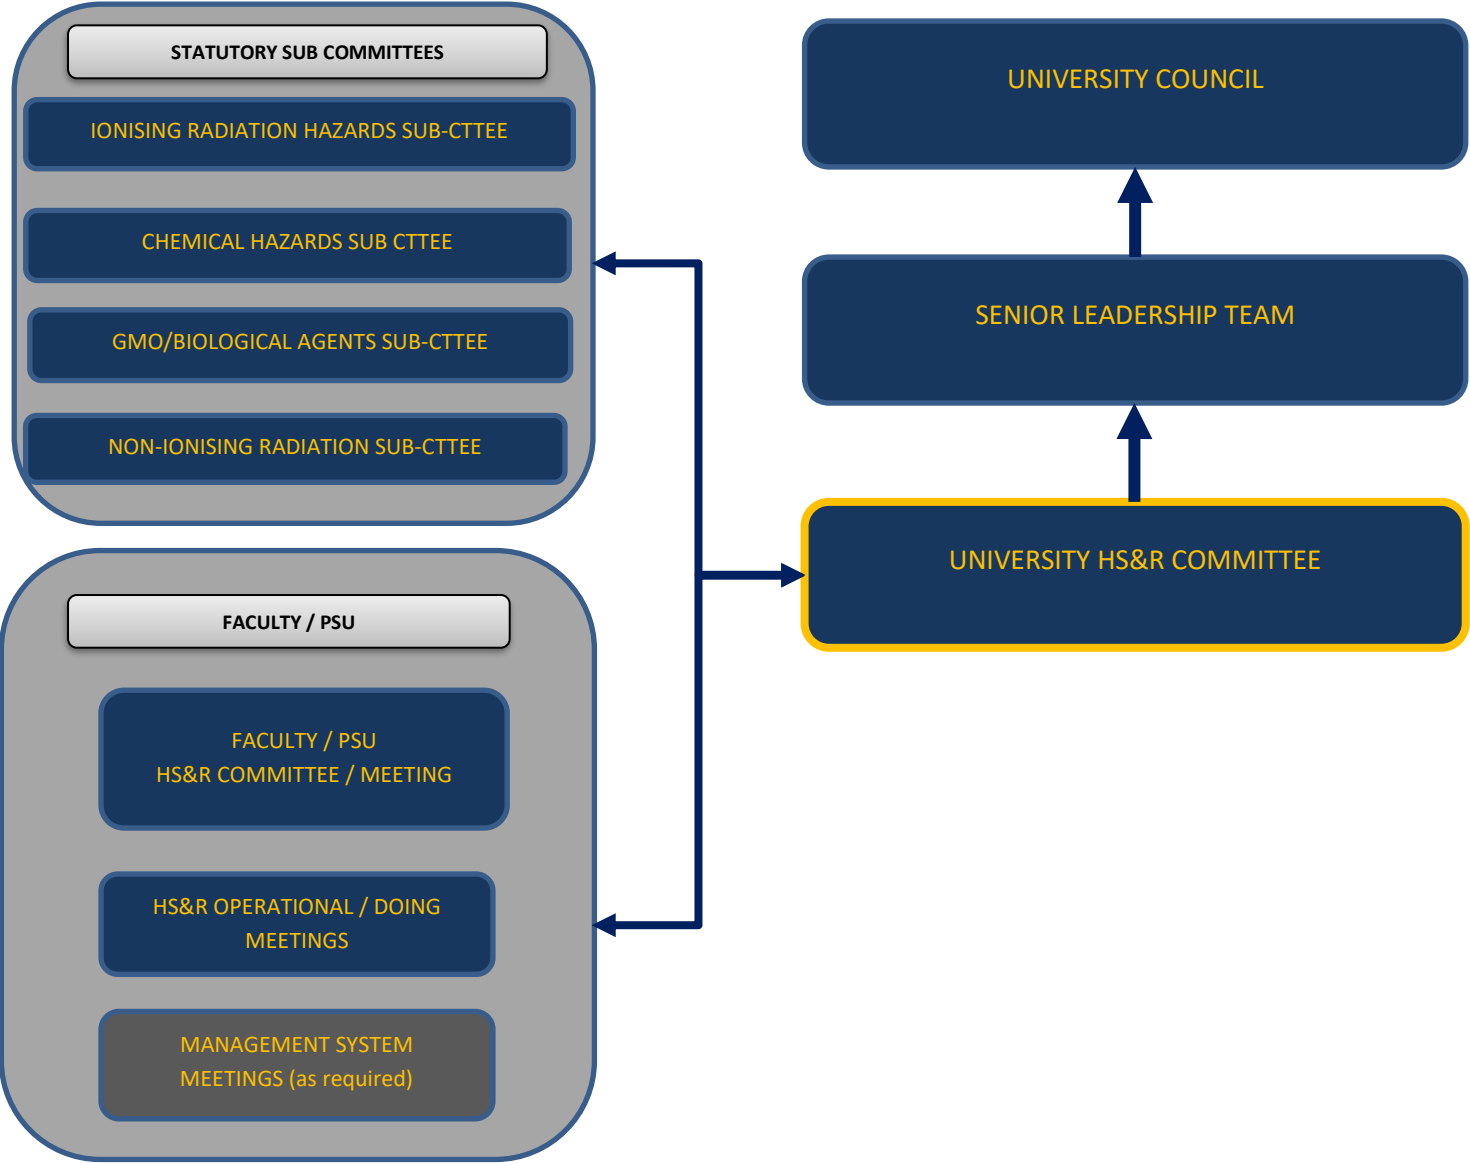 STATUTORY SUB COMMITTEES
IONISING RADIATION HAZARDS SUB-CTTEE
CHEMICAL HAZARDS SUB CTTEE
GMO/BIOLOGICAL AGENTS SUB-CTTEE
NON-IONISING RADIATION SUB-CTTEE
FACULTY / PSU
FACULTY / PSU
HS&R COMMITTEE / MEETING
HS&R OPERATIONAL / DOING
MEETINGS
MANAGEMENT SYSTEM
MEETINGS (as required)
UNIVERSITY COUNCIL
SENIOR LEADERSHIP TEAM
UNIVERSITY HS&R COMMITTEE